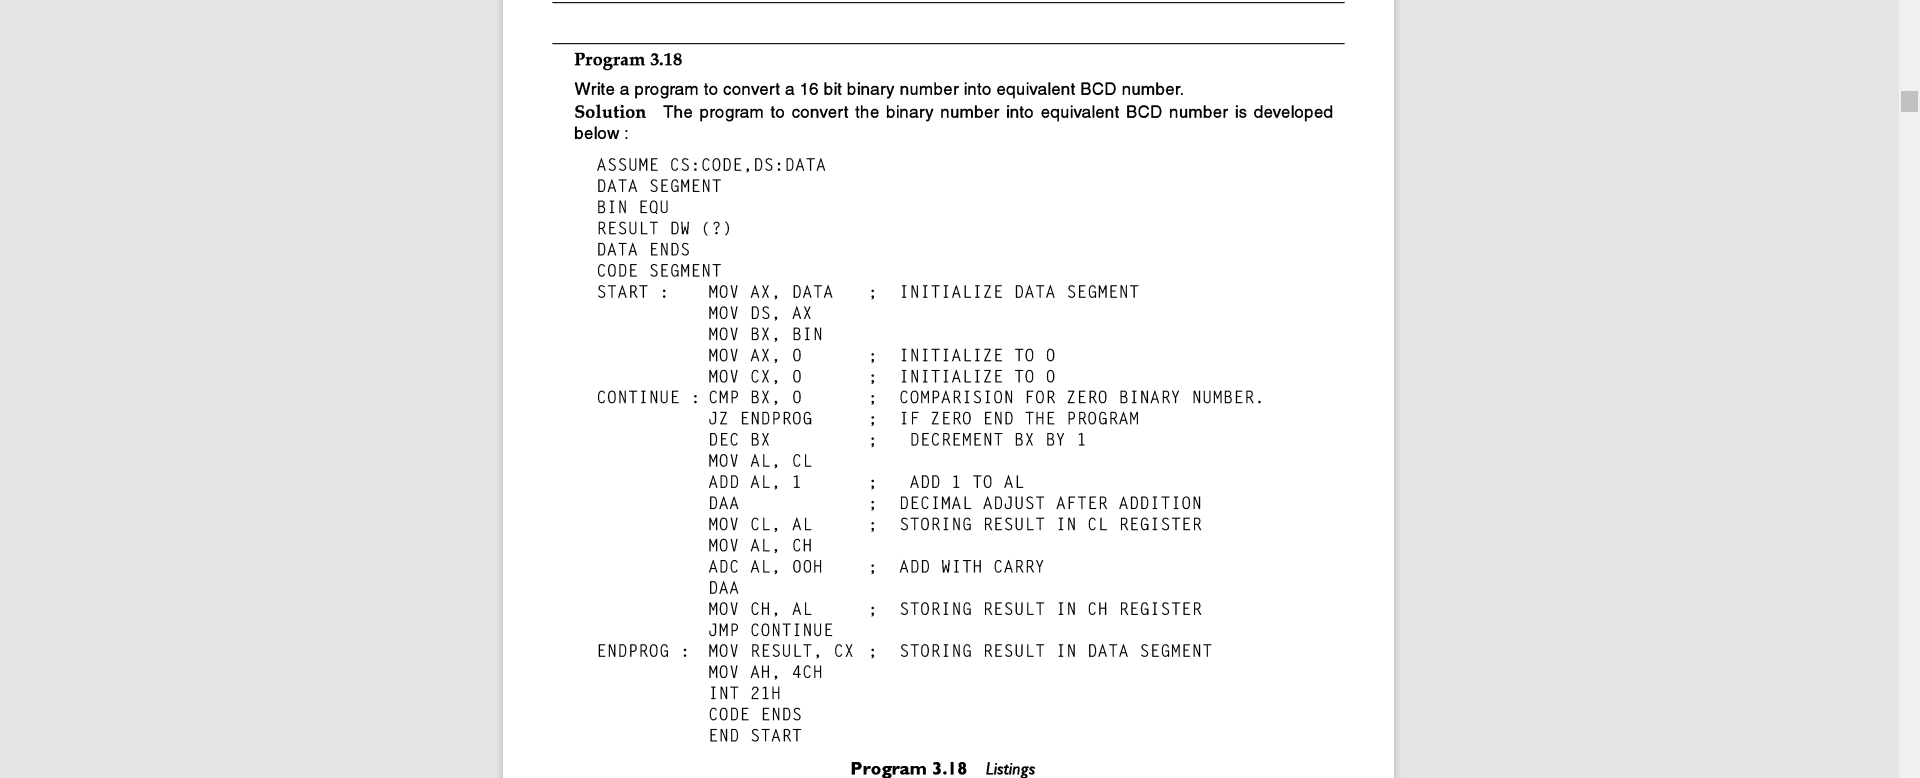 Program 3.18
Write a program to convert a 16 bit binary number into equivalent BCD number.
Solution The program to convert the binary number into equivalent BCD number is developed
below :
ASSUME CS:CODE,DS:DATA
DATA SEGMENT
BIN EQU
RESULT DW (?)
DATA ENDS
CODE SEGMENT
START : MOV AX, DATA ; INITIALIZE DATA SEGMENT
MOV DS, AX
MOV BX, BIN
MOV AX, 0 ; INITIALIZE TO 0
MOV CX, 0 ; INITIALIZE TO 0
CONTINUE : CMP BX, 0 ; COMPARISION FOR ZERO BINARY NUMBER.
JZ ENDPROG ; IF ZERO END THE PROGRAM
DEC BX ; DECREMENT BX BY 1
MOV AL, CL
ADD AL, 1 ; ADD 1 TO AL
DAA ; DECIMAL ADJUST AFTER ADDITION
MOV CL, AL ; STORING RESULT IN CL REGISTER
MOV AL, CH
ADC AL, 00H ; ADD WITH CARRY
DAA
MOV CH, AL ; STORING RESULT IN CH REGISTER
JMP CONTINUE
ENDPROG : MOV RESULT, CX ; STORING RESULT IN DATA SEGMENT
MOV AH, 4CH
INT 21H
CODE ENDS
END START
Program 3.18 Listings